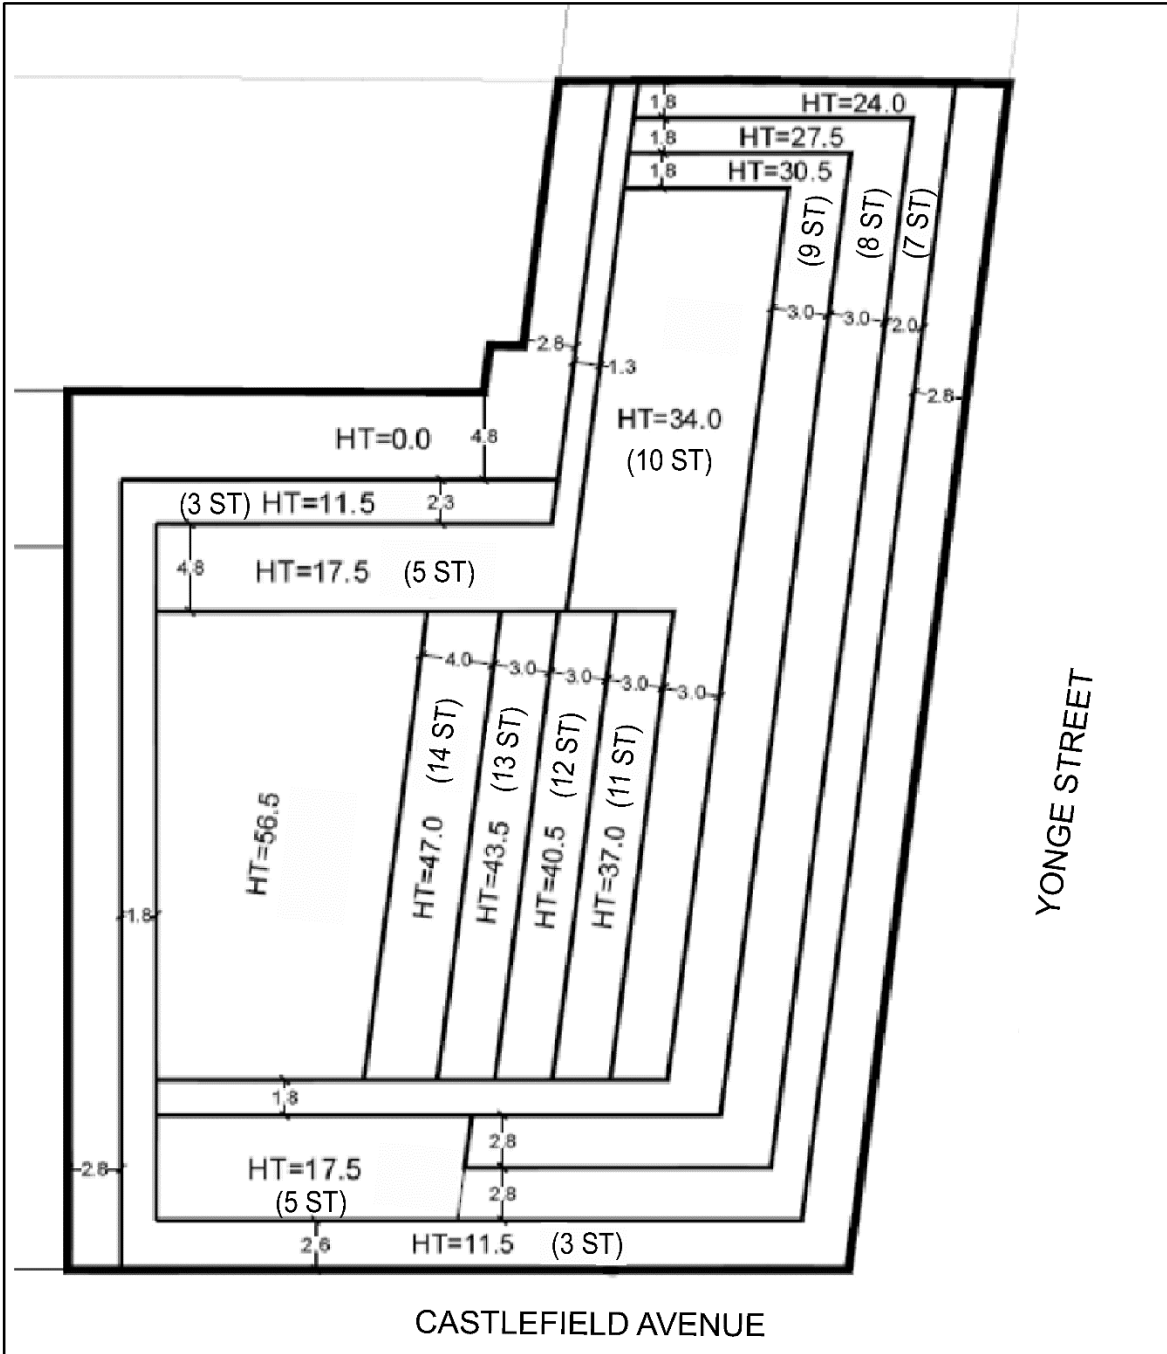 1.8
HT=24.0
1.8
HT=27.5
1.8
HT=30.5
(9 ST)
(8 ST)
(7 ST)
3.0
3.0
2.0
2.8
1.3
2.8
HT=34.0
(10 ST)
HT=0.0
4.8
(3 ST) HT=11.5
2.3
4.8
HT=17.5 (5 ST)
4.0
3.0
3.0
3.0
3.0
HT=56.5
HT=47.0 (14 ST)
HT=43.5 (13 ST)
HT=40.5 (12 ST)
HT=37.0 (11 ST)
YONGE STREET
1.8
1.8
2.8
2.8
HT=17.5
(5 ST)
2.8
2.6
HT=11.5 (3 ST)
CASTLEFIELD AVENUE